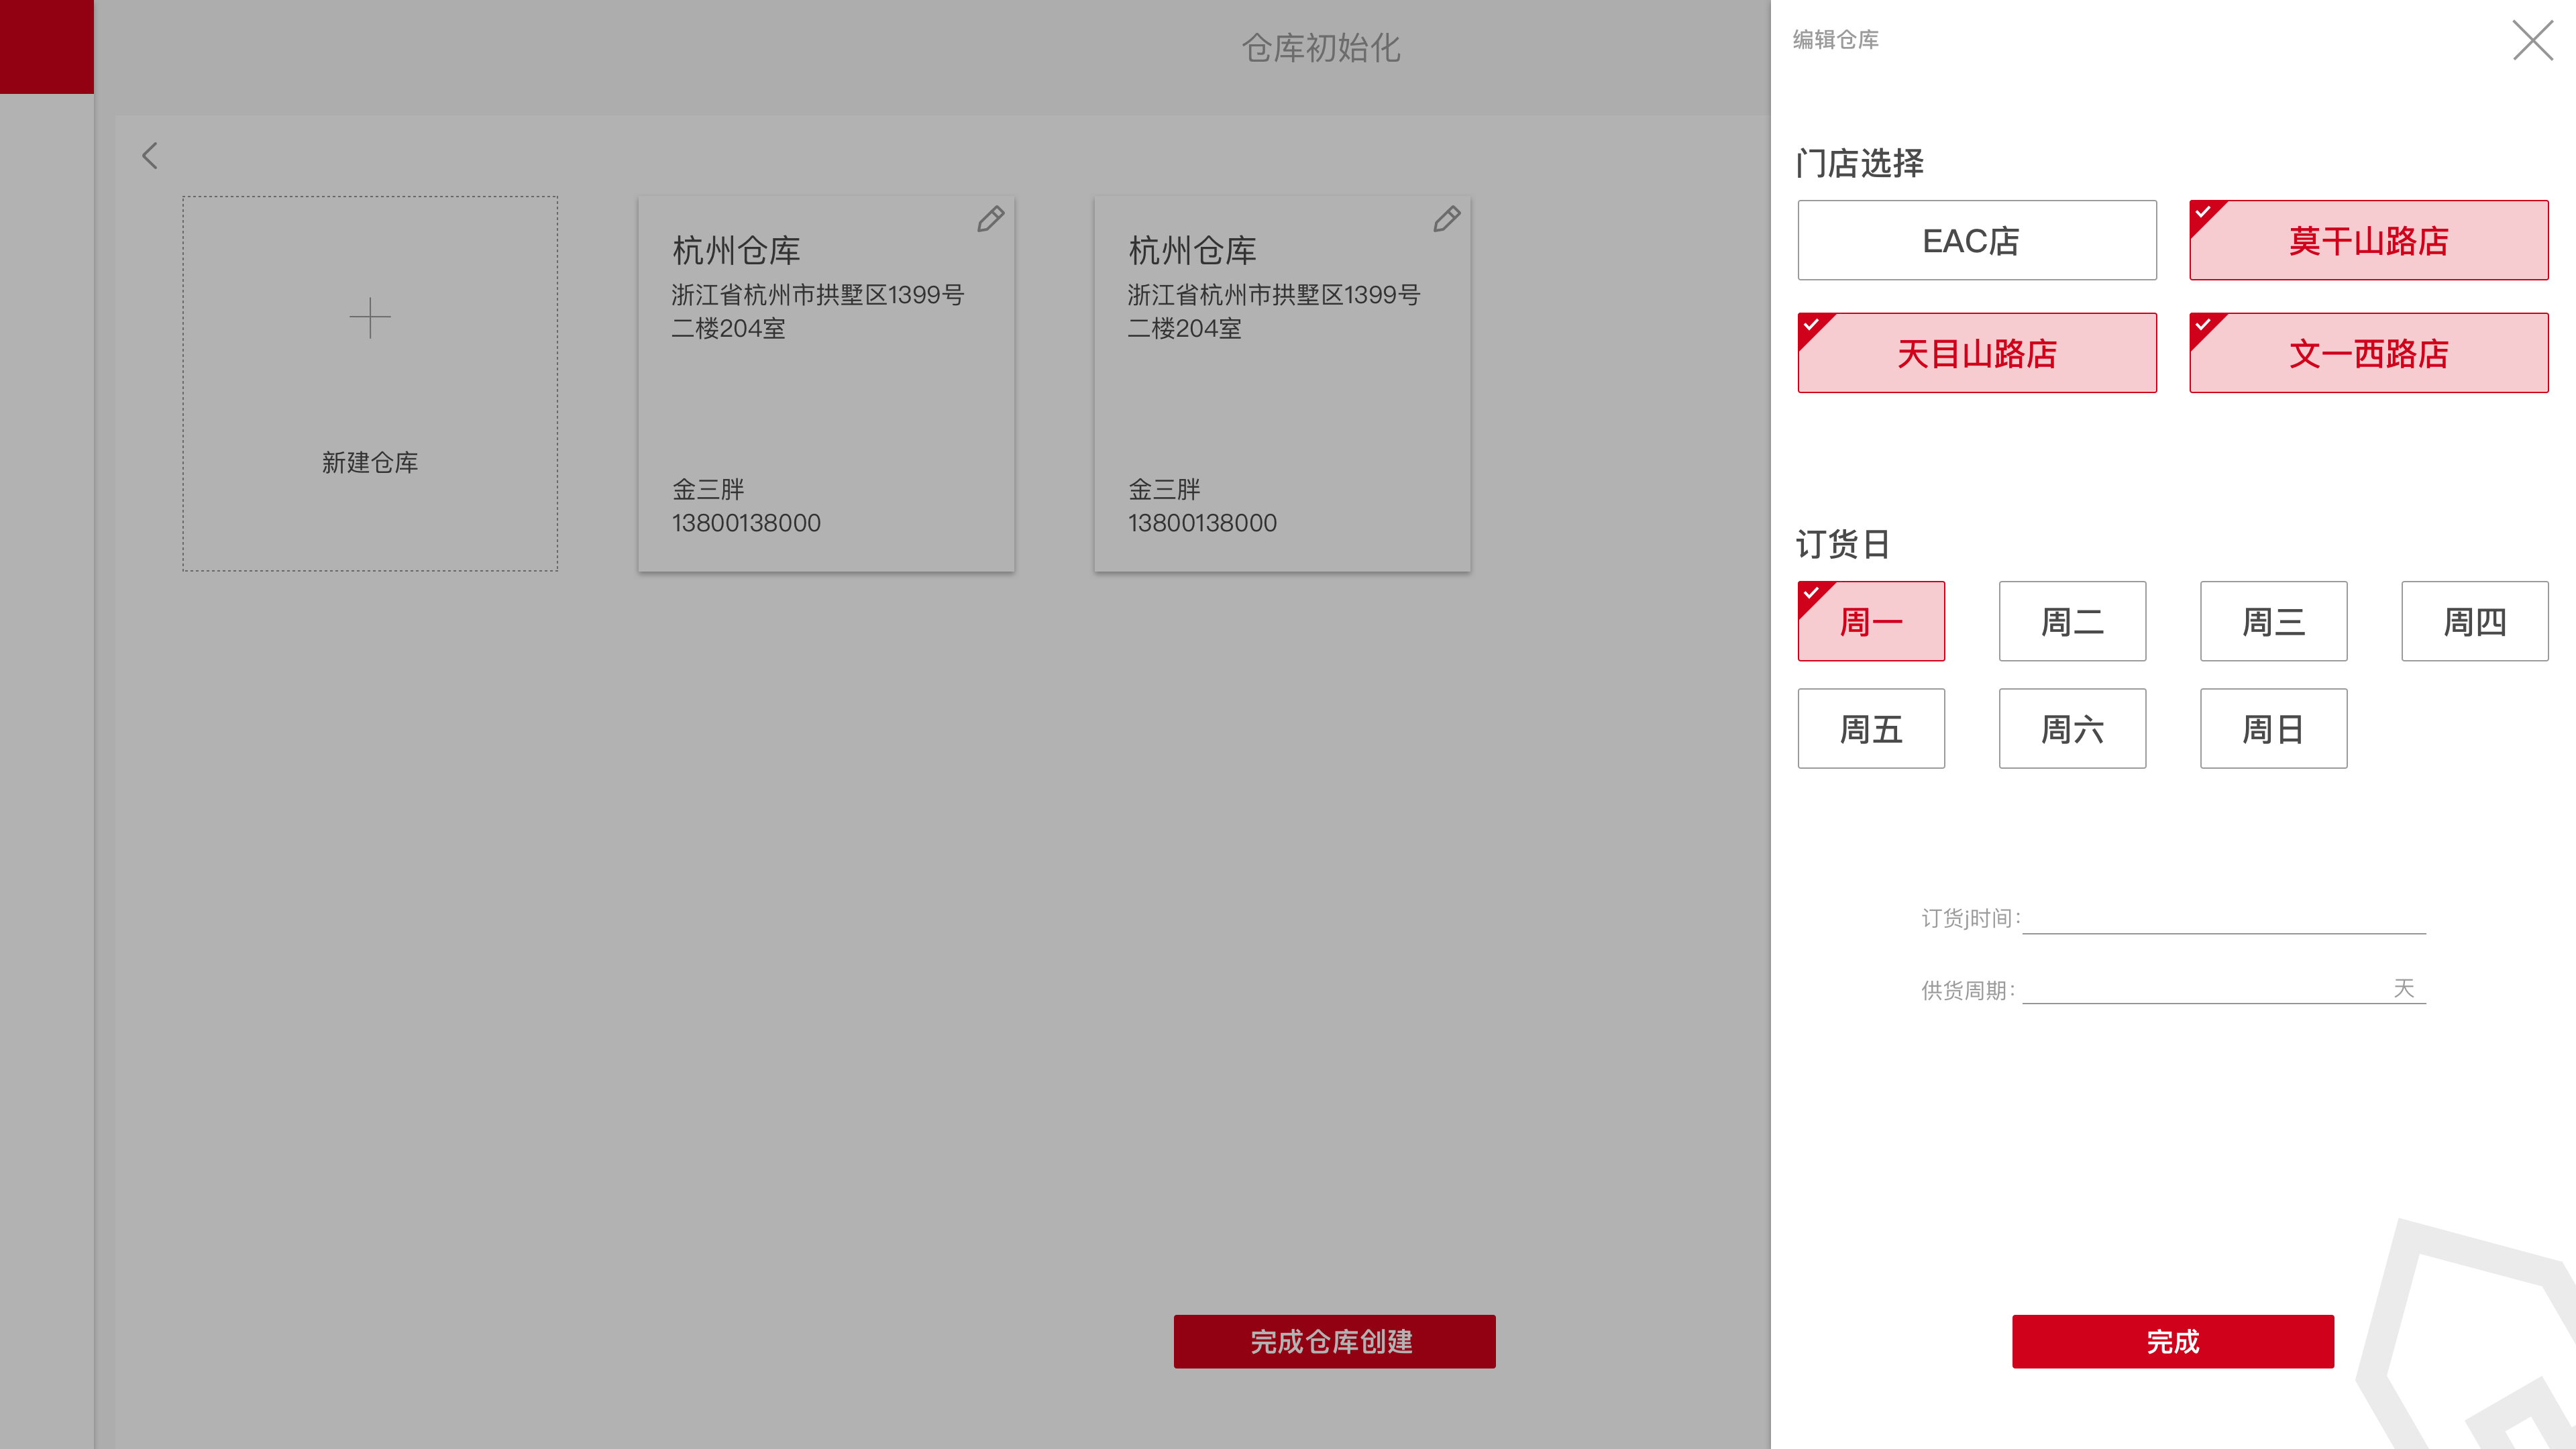 仓库初始化
新建仓库
杭州仓库
浙江省杭州市拱墅区1399号
二楼204室
金三胖
13800138000
杭州仓库
浙江省杭州市拱墅区1399号
二楼204室
金三胖
13800138000
完成仓库创建
编辑仓库
门店选择
EAC店
莫干山路店
天目山路店
文一西路店
订货日
周一
周二
周三
周四
周五
周六
周日
订货j时间：
供货周期：
天
完成